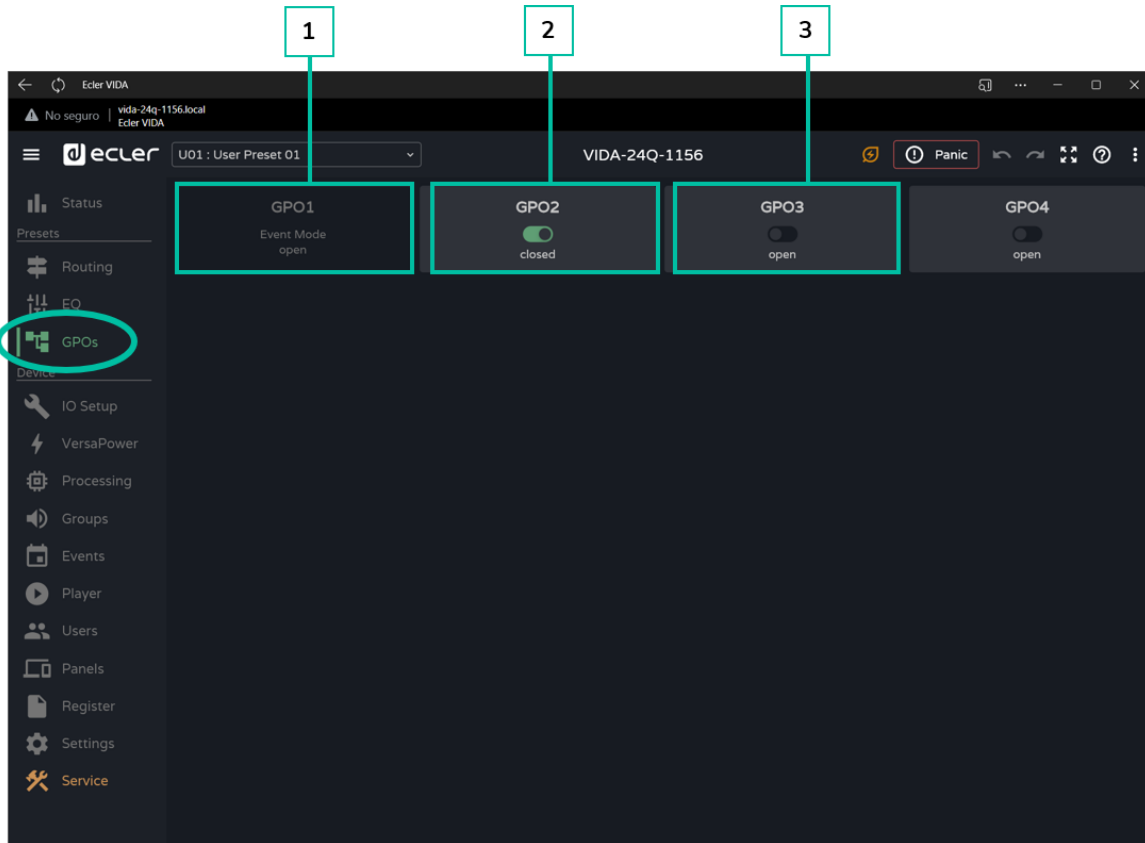 1
2
3
Ecler VIDA
No seguro
vida-24q-1156.local
Ecler VIDA
ecler
U01 : User Preset 01
VIDA-24Q-1156
Panic
Status
Presets
Routing
EQ
GPOs
Device
IO Setup
VersaPower
Processing
Groups
Events
Player
Users
Panels
Register
Settings
Service
GPO1
Event Mode
open
GPO2
closed
GPO3
open
GPO4
open